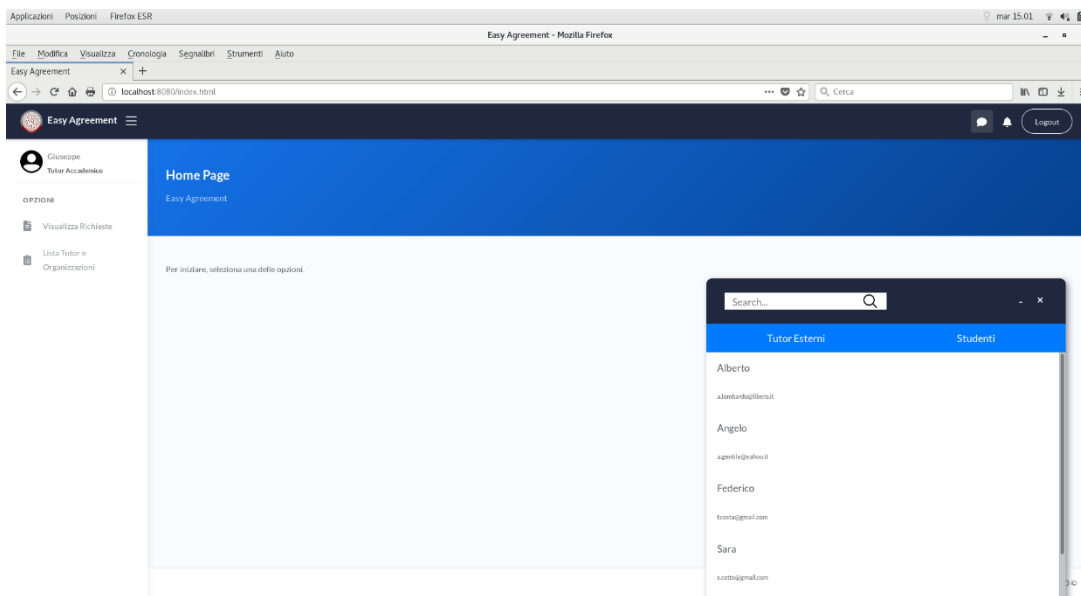 Applicazioni Posizioni Firefox ESR mar 15.01
Easy Agreement - Mozilla Firefox
File Modifica Visualizza Cronologia Segnalibri Strumenti Aiuto
Easy Agreement × +
localhost:8080/index.html Cerca
Easy Agreement Logout
Giuseppe
Tutor Accademico
OPZIONI
Visualizza Richieste
Lista Tutor e
Organizzazioni
Home Page
Easy Agreement
Per iniziare, seleziona una delle opzioni.
Search...
Tutor Esterni Studenti
Alberto
a.lombardo@libero.it
Angelo
a.gentile@yahoo.it
Federico
f.costa@gmail.com
Sara
s.cotto@gmail.com